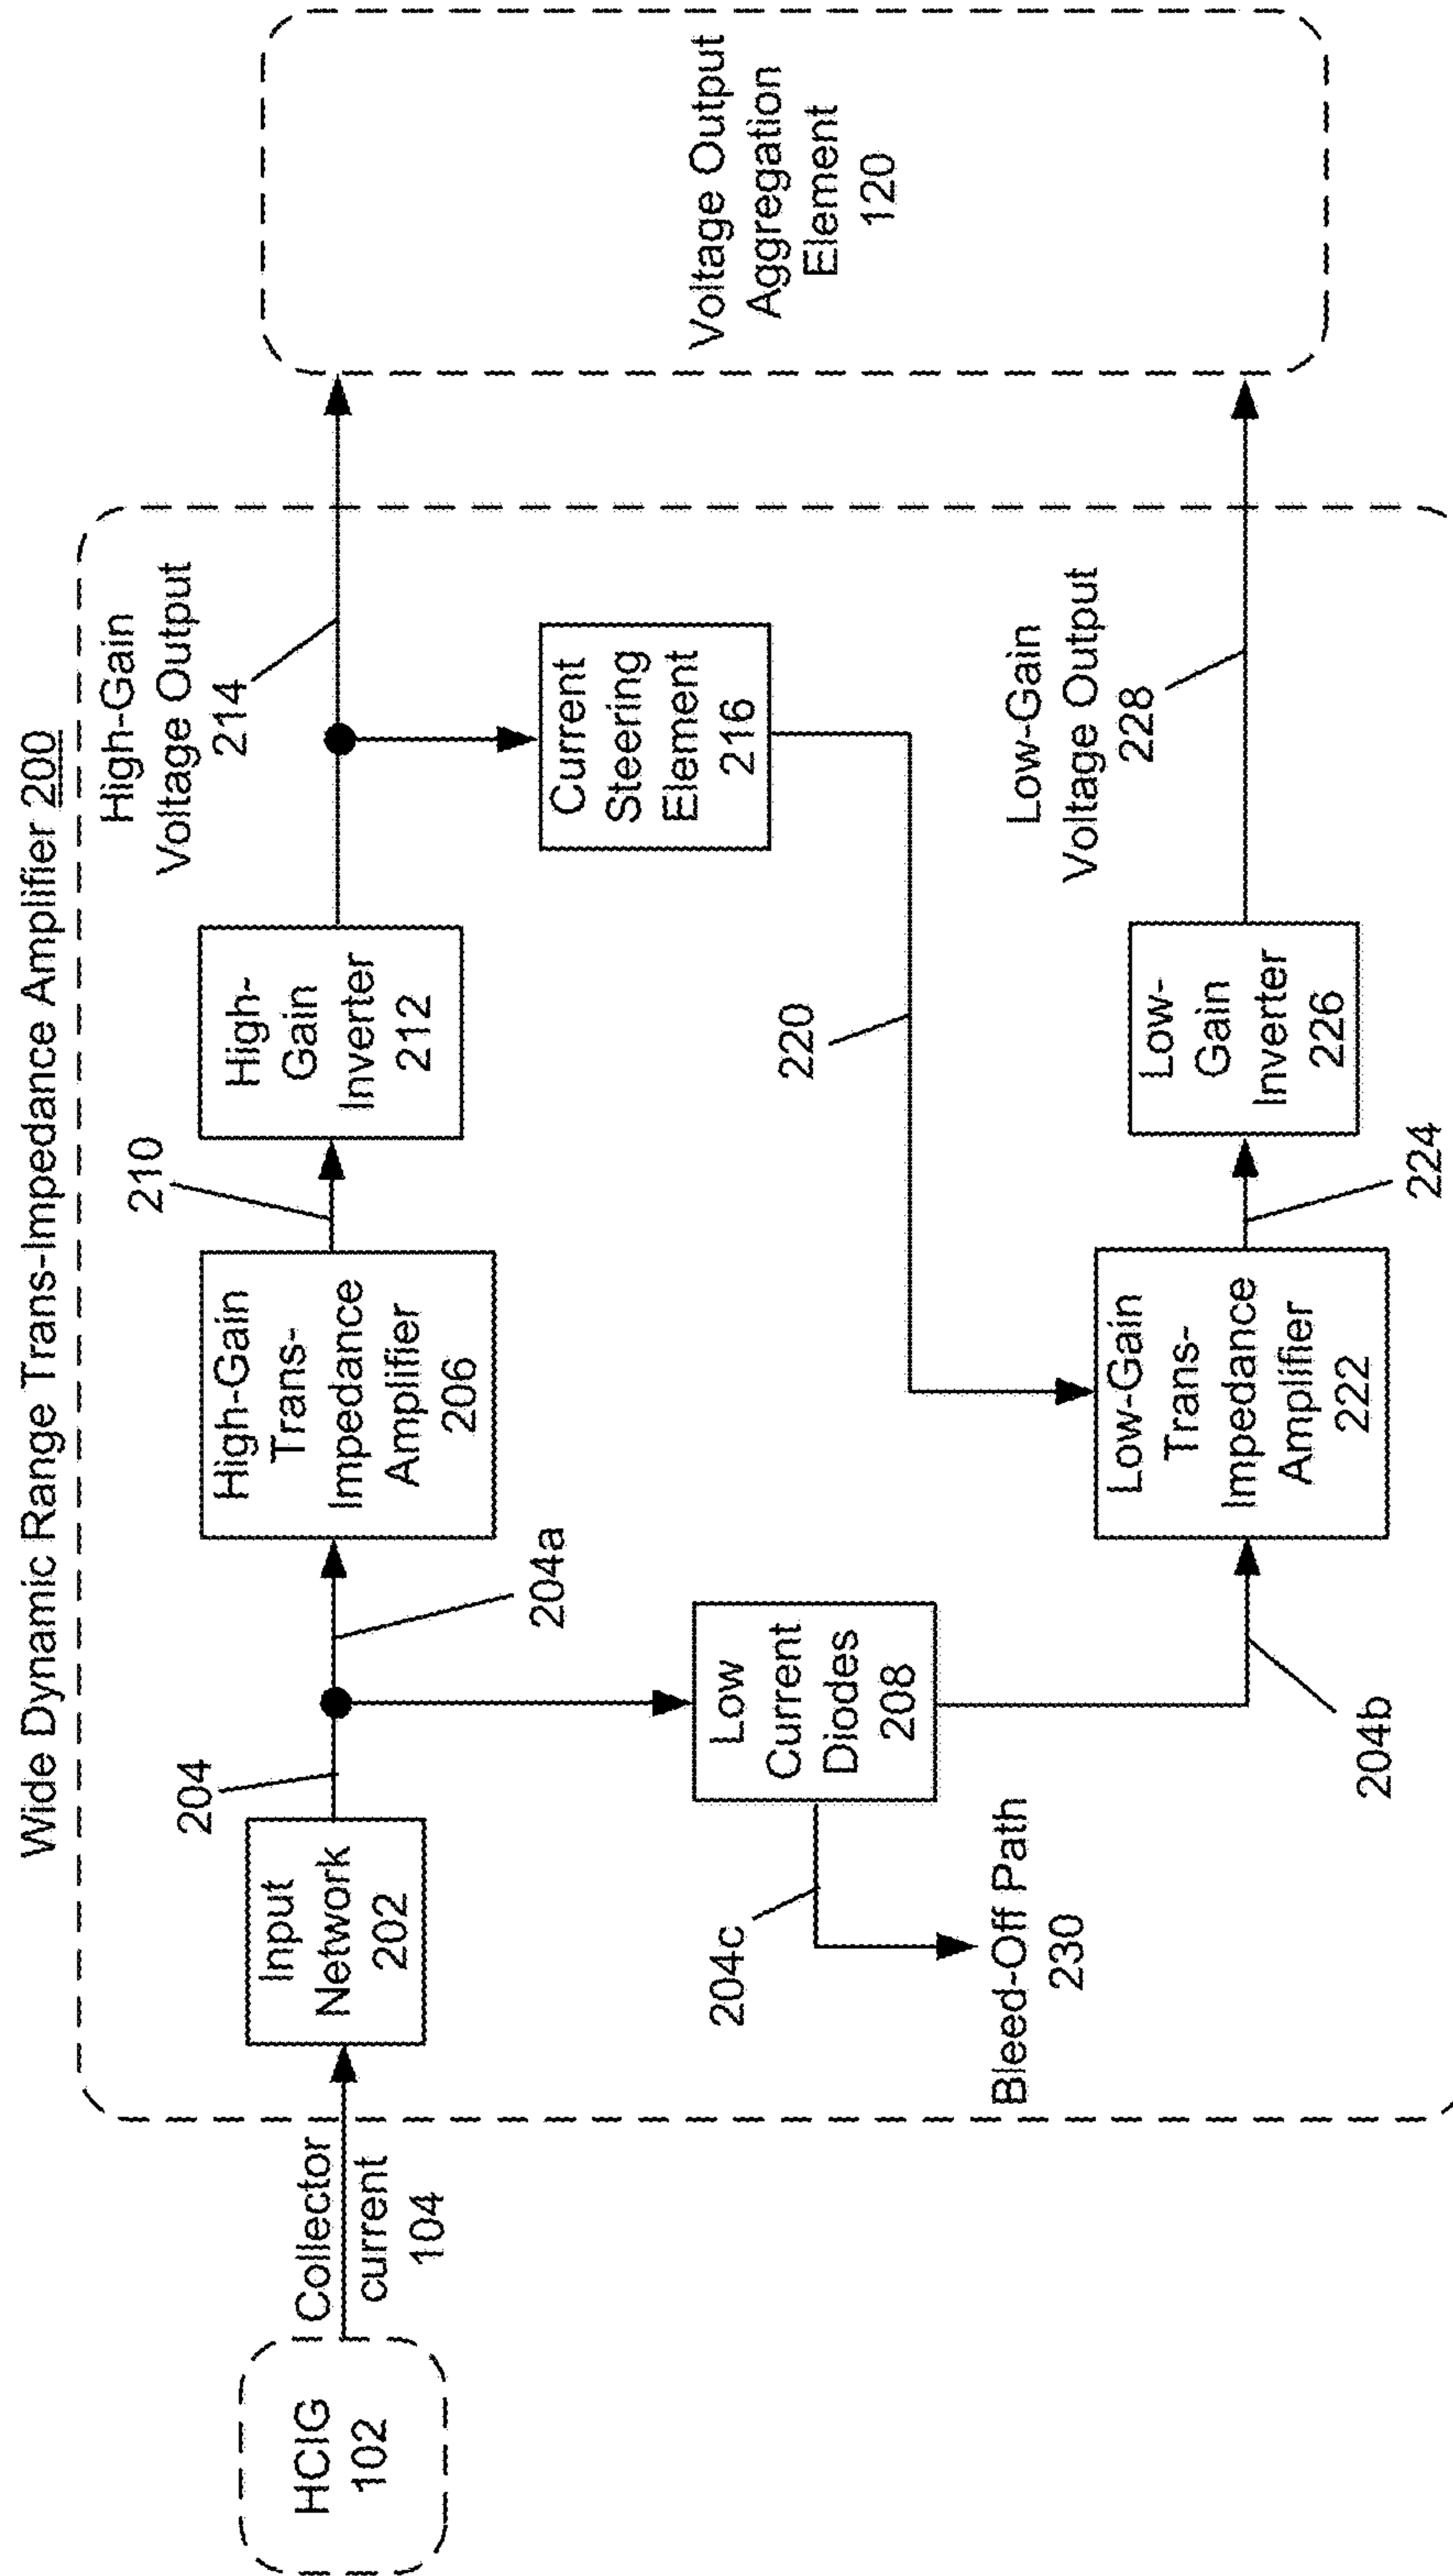 Wide Dynamic Range Trans-Impedance Amplifier 200
HCIG
102
Collector
current
104
Input
Network
202
204
204a
High-Gain
Trans-
Impedance
Amplifier
206
210
High-
Gain
Inverter
212
High-Gain
Voltage Output
214
Current
Steering
Element
216
220
Low
Current
Diodes
208
204c
Bleed-Off Path
230
204b
Low-Gain
Trans-
Impedance
Amplifier
222
224
Low-
Gain
Inverter
226
Low-Gain
Voltage Output
228
Voltage Output
Aggregation
Element
120